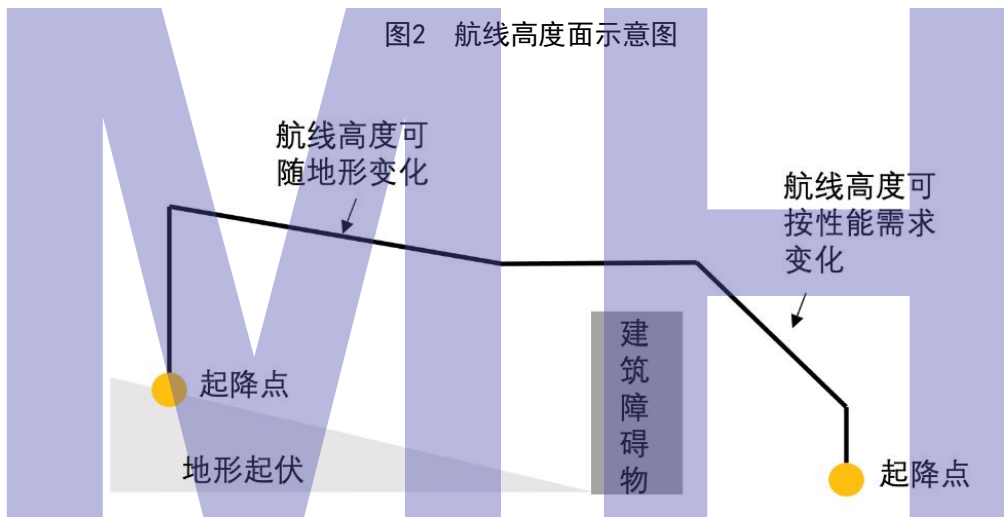 图2 航线高度面示意图
航线高度可
随地形变化
航线高度可
按性能需求
变化
建
筑
障
碍
物
起降点
地形起伏
起降点
MH